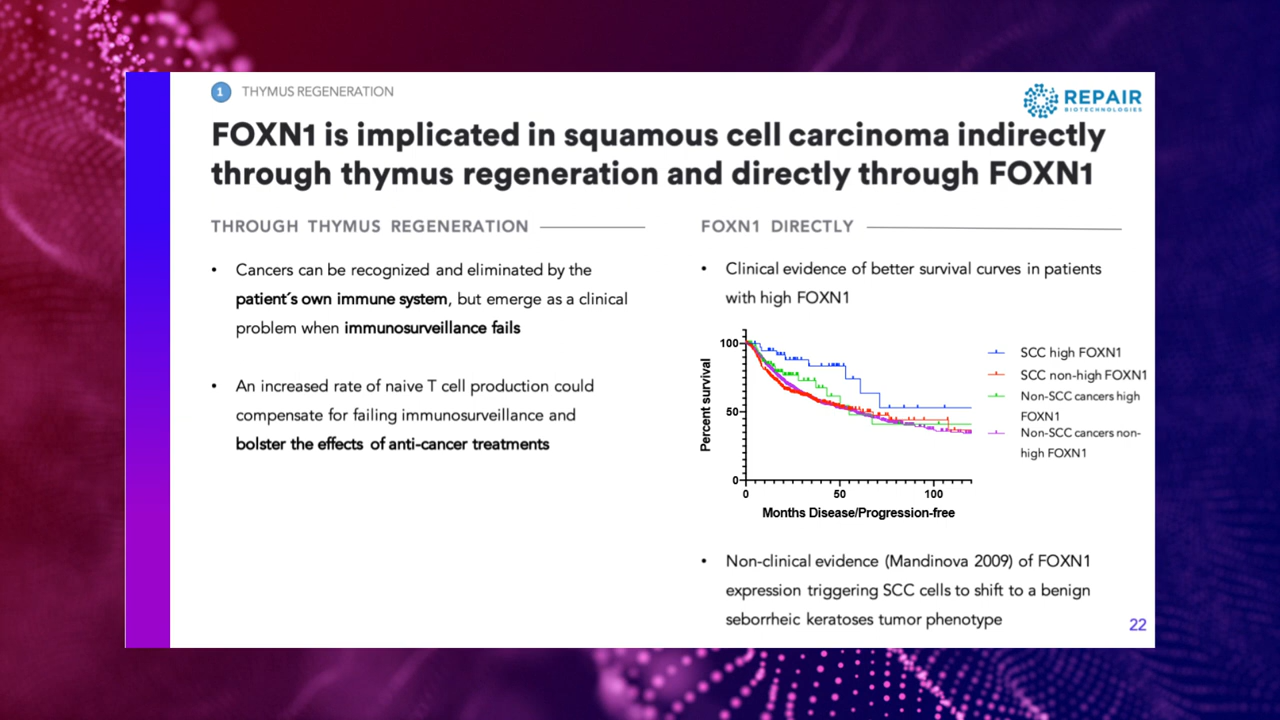 1 THYMUS REGENERATION
REPAIR
BIOTECHNOLOGIES
FOXN1 is implicated in squamous cell carcinoma indirectly
through thymus regeneration and directly through FOXN1
THROUGH THYMUS REGENERATION
• Cancers can be recognized and eliminated by the
patient´s own immune system, but emerge as a clinical
problem when immunosurveillance fails
• An increased rate of naive T cell production could
compensate for failing immunosurveillance and
bolster the effects of anti-cancer treatments
FOXN1 DIRECTLY
• Clinical evidence of better survival curves in patients
with high FOXN1
Percent survival
100
50
0
0 50 100
Months Disease/Progression-free
SCC high FOXN1
SCC non-high FOXN1
Non-SCC cancers high
FOXN1
Non-SCC cancers non-
high FOXN1
• Non-clinical evidence (Mandinova 2009) of FOXN1
expression triggering SCC cells to shift to a benign
seborrheic keratoses tumor phenotype
22